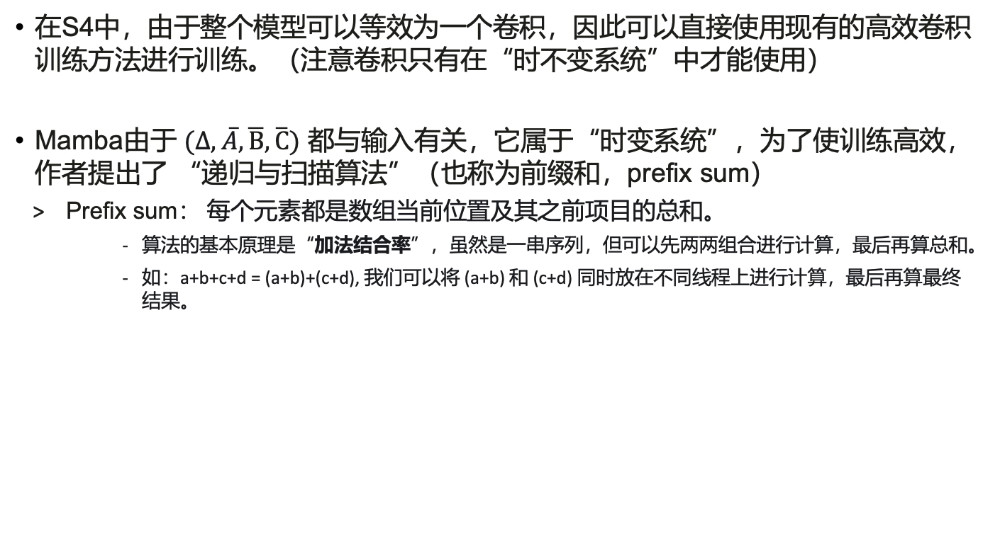 • 在S4中，由于整个模型可以等效为一个卷积，因此可以直接使用现有的高效卷积
训练方法进行训练。（注意卷积只有在“时不变系统”中才能使用）
• Mamba由于 (Δ, A̅, B̅, C̅) 都与输入有关，它属于“时变系统”，为了使训练高效，
作者提出了 “递归与扫描算法”（也称为前缀和，prefix sum）
> Prefix sum： 每个元素都是数组当前位置及其之前项目的总和。
- 算法的基本原理是“加法结合率”，虽然是一串序列，但可以先两两组合进行计算，最后再算总和。
- 如：a+b+c+d = (a+b)+(c+d), 我们可以将 (a+b) 和 (c+d) 同时放在不同线程上进行计算，最后再算最终
结果。